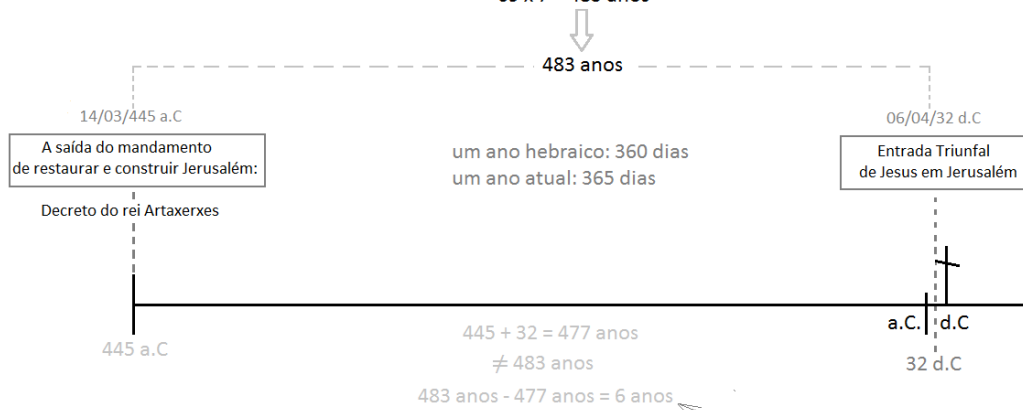 483 anos
14/03/445 a.C
06/04/32 d.C
A saída do mandamento
de restaurar e construir Jerusalém:
um ano hebraico: 360 dias
um ano atual: 365 dias
Entrada Triunfal
de Jesus em Jerusalém
Decreto do rei Artaxerxes
a.C. d.C
445 + 32 = 477 anos
445 a.C
≠ 483 anos
32 d.C
483 anos - 477 anos = 6 anos